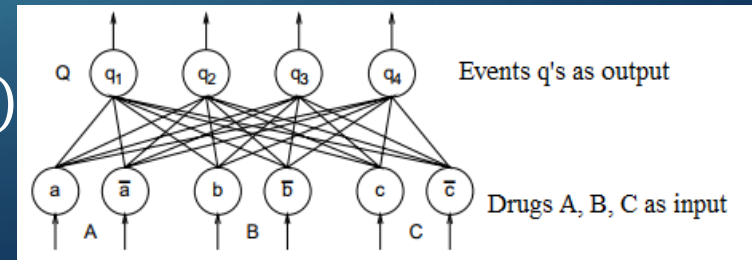 )
Q q₁ q₂ q₃ q₄ Events q's as output
a a̅ b b̅ c c̅ Drugs A, B, C as input
A B C